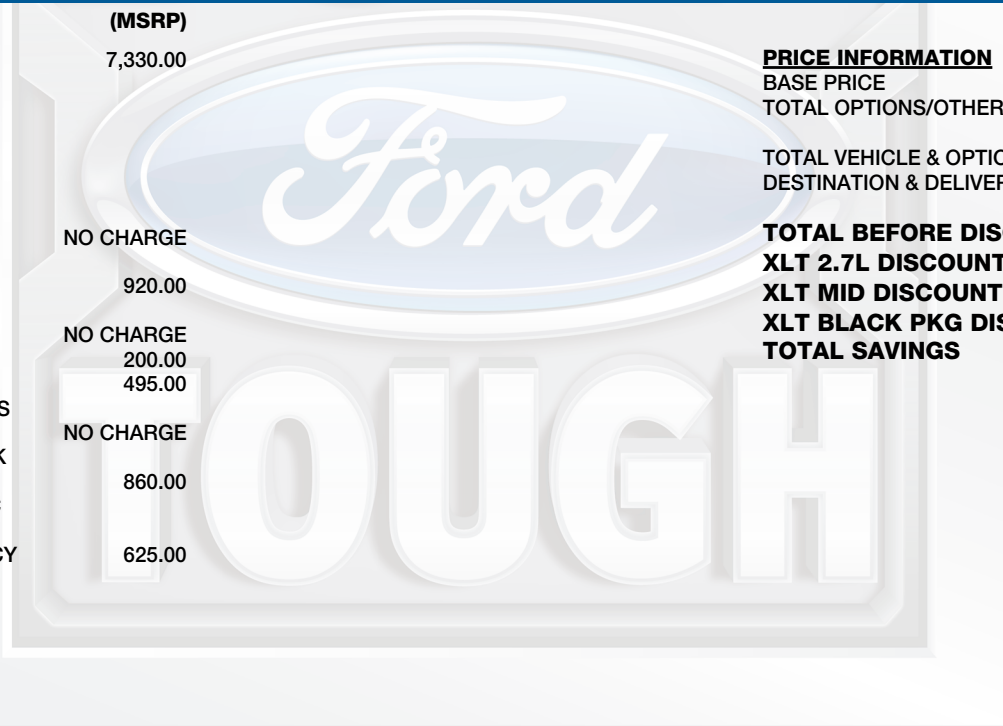 (MSRP)
7,330.00
NO CHARGE
920.00
NO CHARGE
200.00
495.00
S
NO CHARGE
K
860.00
CY
625.00
Ford
TOUGH
PRICE INFORMATION
BASE PRICE
TOTAL OPTIONS/OTHER
TOTAL VEHICLE & OPTIO
DESTINATION & DELIVER
TOTAL BEFORE DISC
XLT 2.7L DISCOUNT
XLT MID DISCOUNT
XLT BLACK PKG DIS
TOTAL SAVINGS